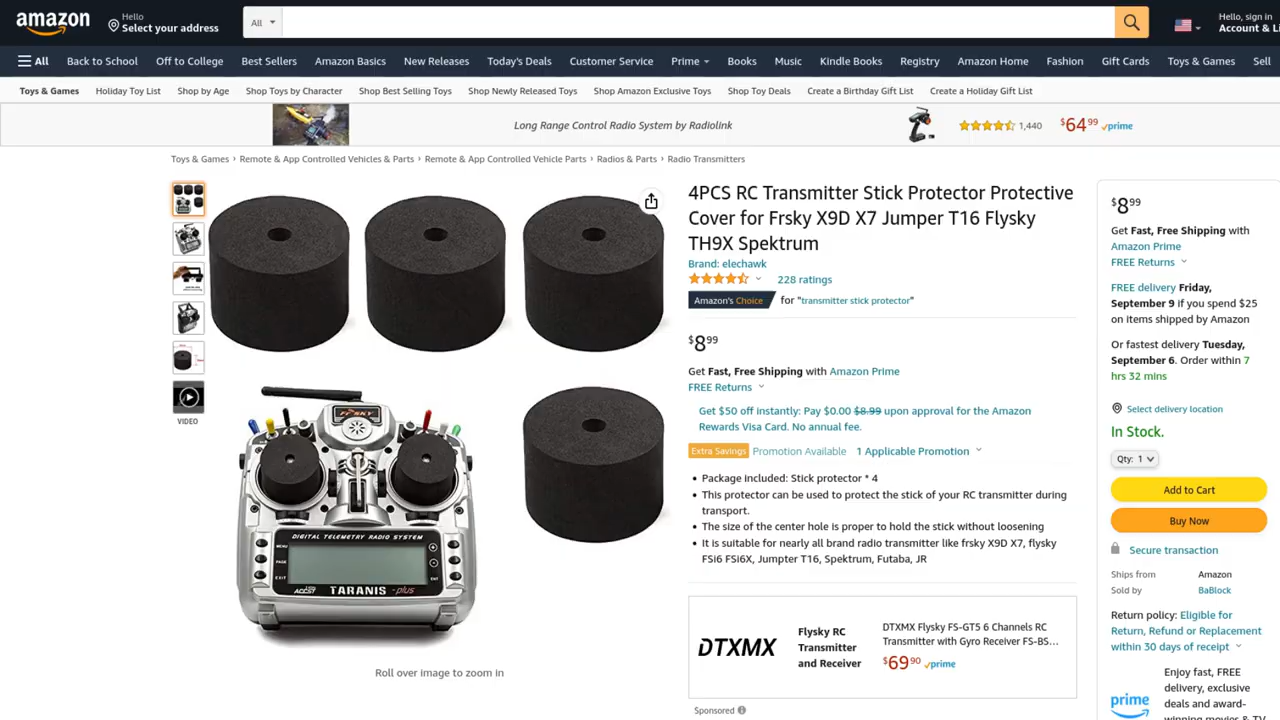 amazon
Hello
Select your address
All
Hello, sign in
Account & Li
All
Back to School
Off to College
Best Sellers
Amazon Basics
New Releases
Today's Deals
Customer Service
Prime
Books
Music
Kindle Books
Registry
Amazon Home
Fashion
Gift Cards
Toys & Games
Sell
Toys & Games
Holiday Toy List
Shop by Age
Shop Toys by Character
Shop Best Selling Toys
Shop Newly Released Toys
Shop Amazon Exclusive Toys
Shop Toy Deals
Create a Birthday Gift List
Create a Holiday Gift List
Long Range Control Radio System by Radiolink
1,440
$64.99 prime
Toys & Games › Remote & App Controlled Vehicles & Parts › Remote & App Controlled Vehicle Parts › Radios & Parts › Radio Transmitters
VIDEO
FrSKY
DIGITAL TELEMETRY RADIO SYSTEM
MENU
PAGE
EXIT
ENT
ACCST TARANIS -plus
Roll over image to zoom in
4PCS RC Transmitter Stick Protector Protective
Cover for Frsky X9D X7 Jumper T16 Flysky
TH9X Spektrum
Brand: elechawk
228 ratings
Amazon's Choice for "transmitter stick protector"
$8.99
Get Fast, Free Shipping with Amazon Prime
FREE Returns
Get $50 off instantly: Pay $0.00 $8.99 upon approval for the Amazon
Rewards Visa Card. No annual fee.
Extra Savings Promotion Available 1 Applicable Promotion
• Package Included: Stick protector * 4
• This protector can be used to protect the stick of your RC transmitter during
transport.
• The size of the center hole is proper to hold the stick without loosening
• It is suitable for nearly all brand radio transmitter like frsky X9D X7, flysky
FSi6 FSi6X, Jumpter T16, Spektrum, Futaba, JR
DTXMX
Flysky RC
Transmitter
and Receiver
DTXMX Flysky FS-GT5 6 Channels RC
Transmitter with Gyro Receiver FS-BS...
$69.90 prime
Sponsored
$8.99
Get Fast, Free Shipping with
Amazon Prime
FREE Returns
FREE delivery Friday,
September 9 if you spend $25
on items shipped by Amazon
Or fastest delivery Tuesday,
September 6. Order within 7
hrs 32 mins
Select delivery location
In Stock.
Qty: 1
Add to Cart
Buy Now
Secure transaction
Ships from Amazon
Sold by BaBlock
Return policy: Eligible for
Return, Refund or Replacement
within 30 days of receipt
prime
Enjoy fast, FREE
delivery, exclusive
deals and award-
winning movies & TV